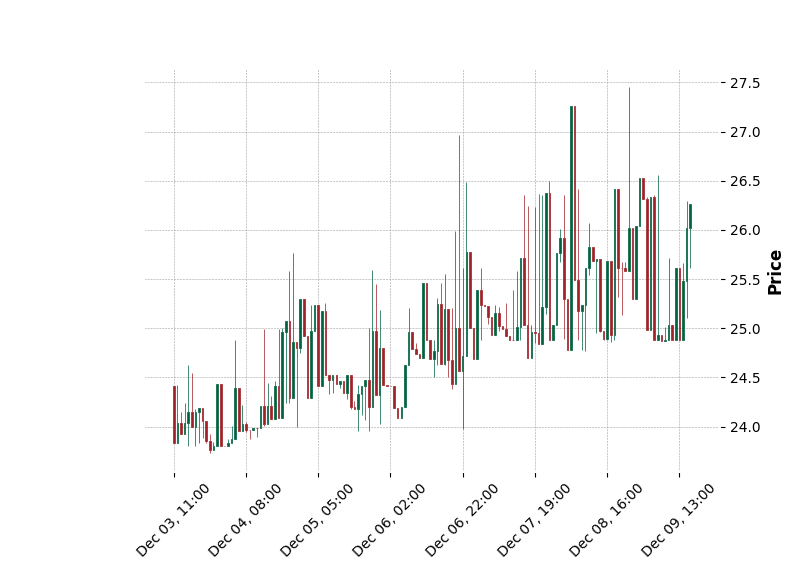 27.5
27.0
26.5
26.0
25.5
25.0
24.5
24.0
Price
Dec 03, 11:00
Dec 04, 08:00
Dec 05, 05:00
Dec 06, 02:00
Dec 06, 22:00
Dec 07, 19:00
Dec 08, 16:00
Dec 09, 13:00